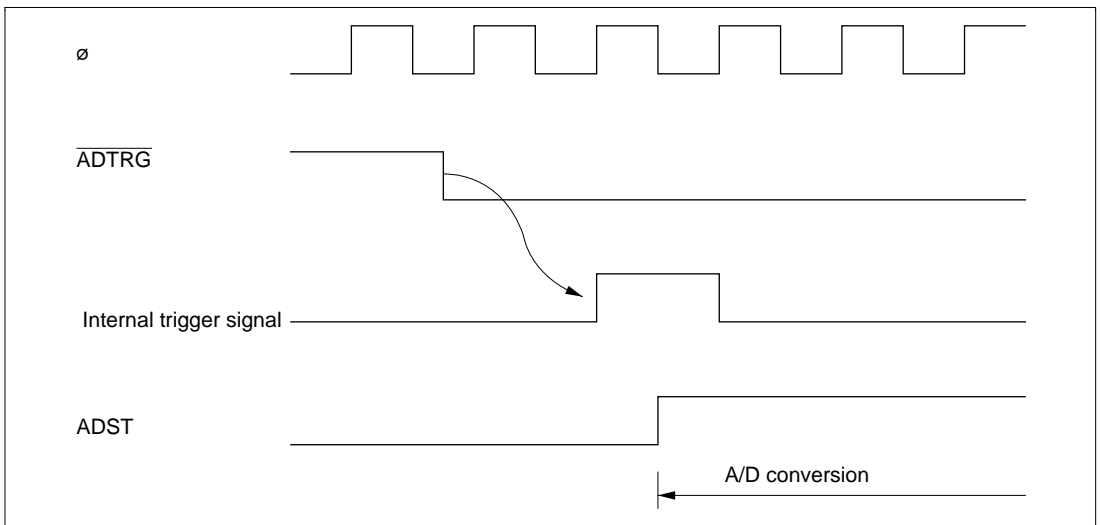 ø
ADTRG
Internal trigger signal
ADST
A/D conversion